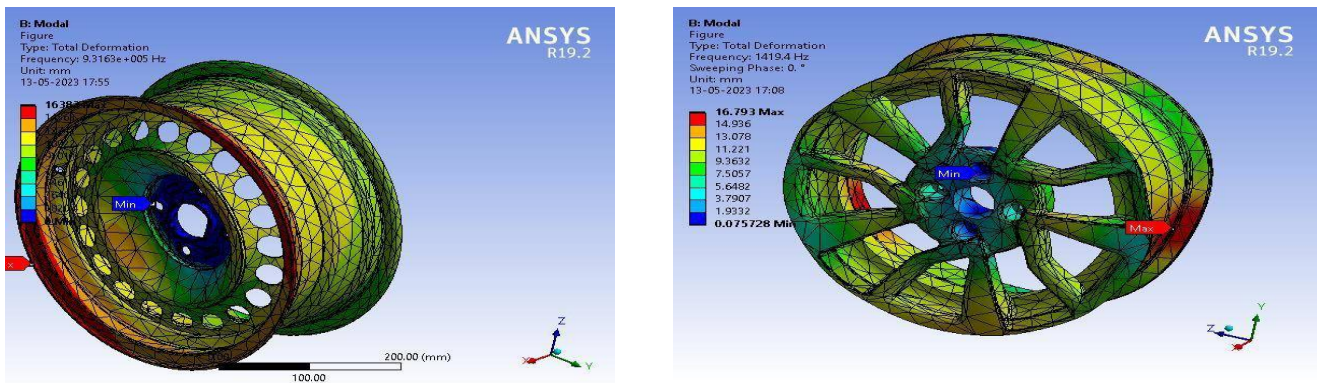 B: Modal
Figure
Type: Total Deformation
Frequency: 9.3163e+005 Hz
Unit: mm
13-05-2023 17:55
Max
Min
ANSYS
R19.2
Min
X
Z
X
Y
200.00 (mm)
100.00
B: Modal
Figure
Type: Total Deformation
Frequency: 1419.4 Hz
Sweeping Phase: 0. °
Unit: mm
13-05-2023 17:08
16.793 Max
14.936
13.078
11.221
9.3632
7.5057
5.6482
3.7907
1.9332
0.075728 Min
ANSYS
R19.2
Min
Max
Y
Z
X